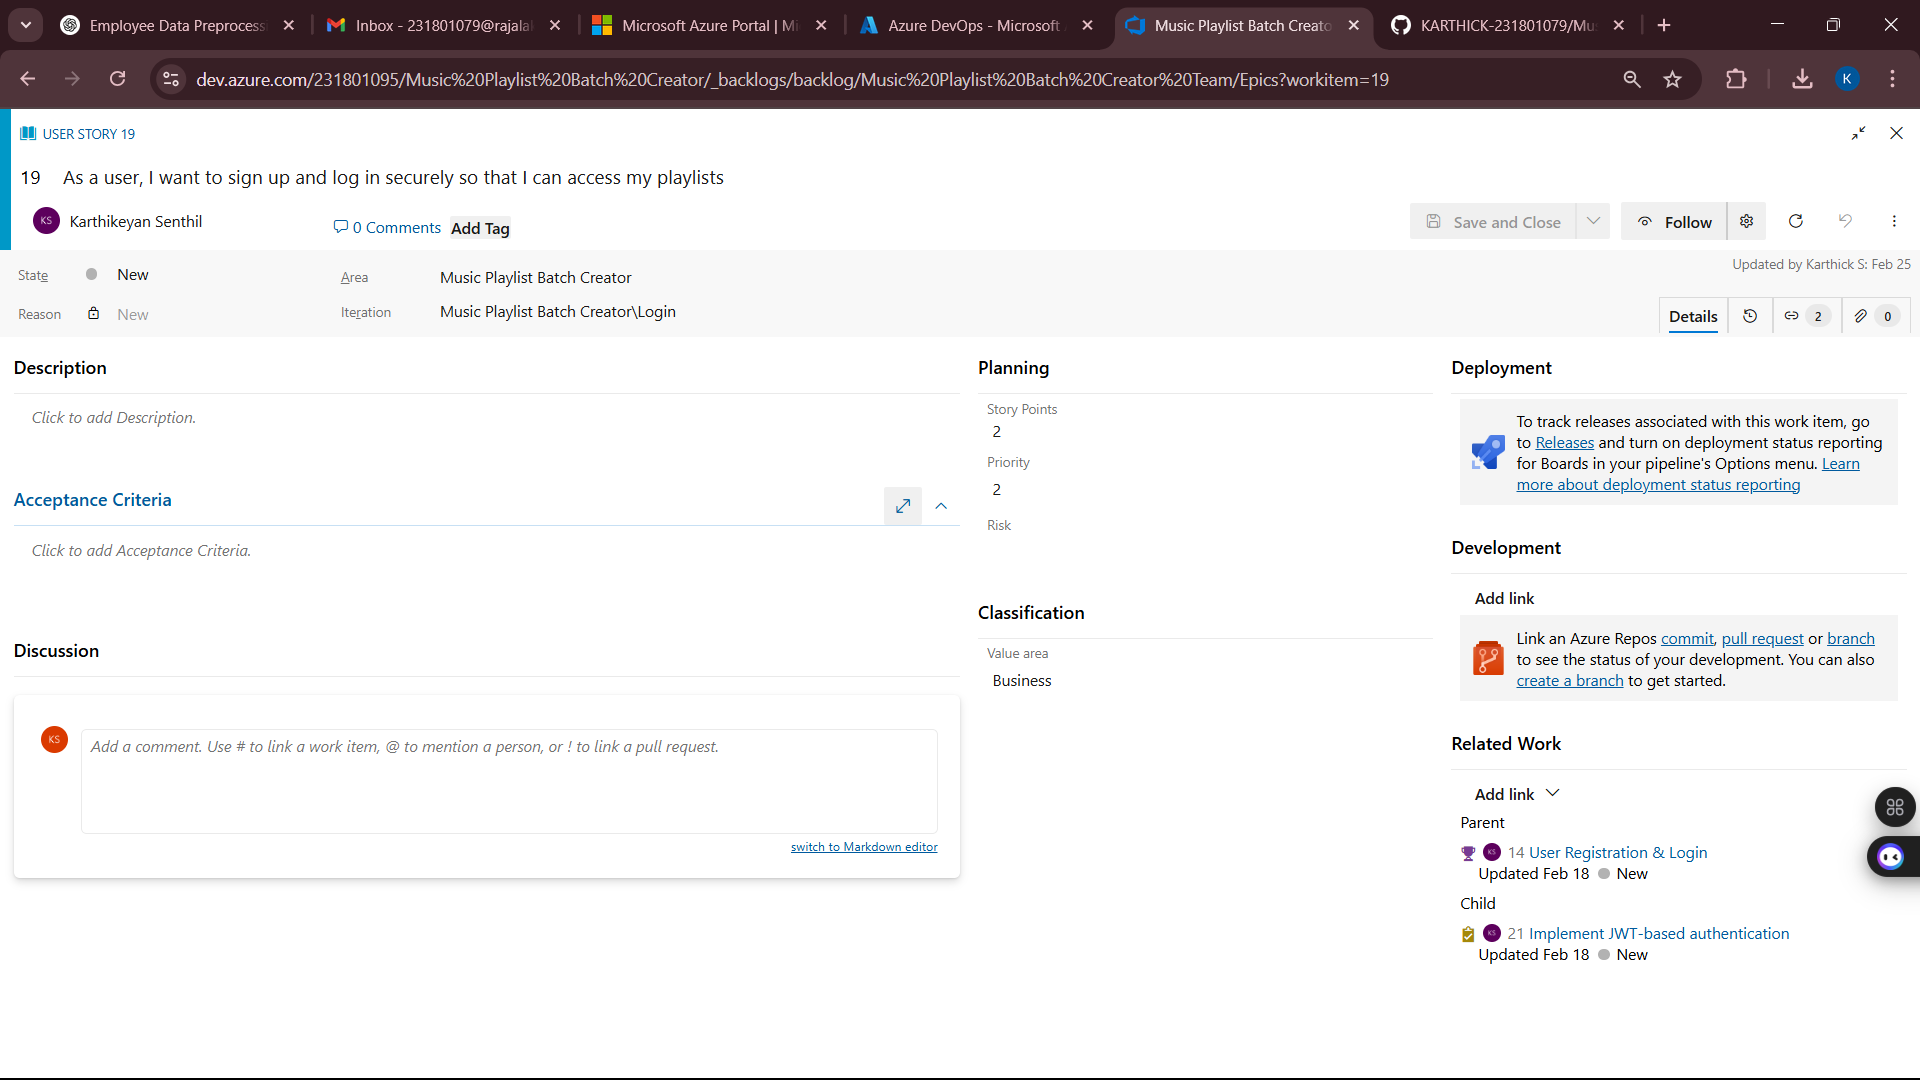 Employee Data Preprocess
Inbox - 231801079@rajala
Microsoft Azure Portal | Mi
Azure DevOps - Microsoft
Music Playlist Batch Creato
KARTHICK-231801079/Mu
dev.azure.com/231801095/Music%20Playlist%20Batch%20Creator/_backlogs/backlog/Music%20Playlist%20Batch%20Creator%20Team/Epics?workitem=19
K
USER STORY 19
19 As a user, I want to sign up and log in securely so that I can access my playlists
KS Karthikeyan Senthil
0 Comments
Add Tag
Save and Close
Follow
State
New
Area
Music Playlist Batch Creator
Updated by Karthick S: Feb 25
Reason
New
Iteration
Music Playlist Batch Creator\Login
Details
2
0
Description
Click to add Description.
Acceptance Criteria
Click to add Acceptance Criteria.
Discussion
KS
Add a comment. Use # to link a work item, @ to mention a person, or ! to link a pull request.
switch to Markdown editor
Planning
Story Points
2
Priority
2
Risk
Classification
Value area
Business
Deployment
To track releases associated with this work item, go
to Releases and turn on deployment status reporting
for Boards in your pipeline's Options menu. Learn
more about deployment status reporting
Development
Add link
Link an Azure Repos commit, pull request or branch
to see the status of your development. You can also
create a branch to get started.
Related Work
Add link
Parent
KS 14 User Registration & Login
Updated Feb 18 New
Child
KS 21 Implement JWT-based authentication
Updated Feb 18 New